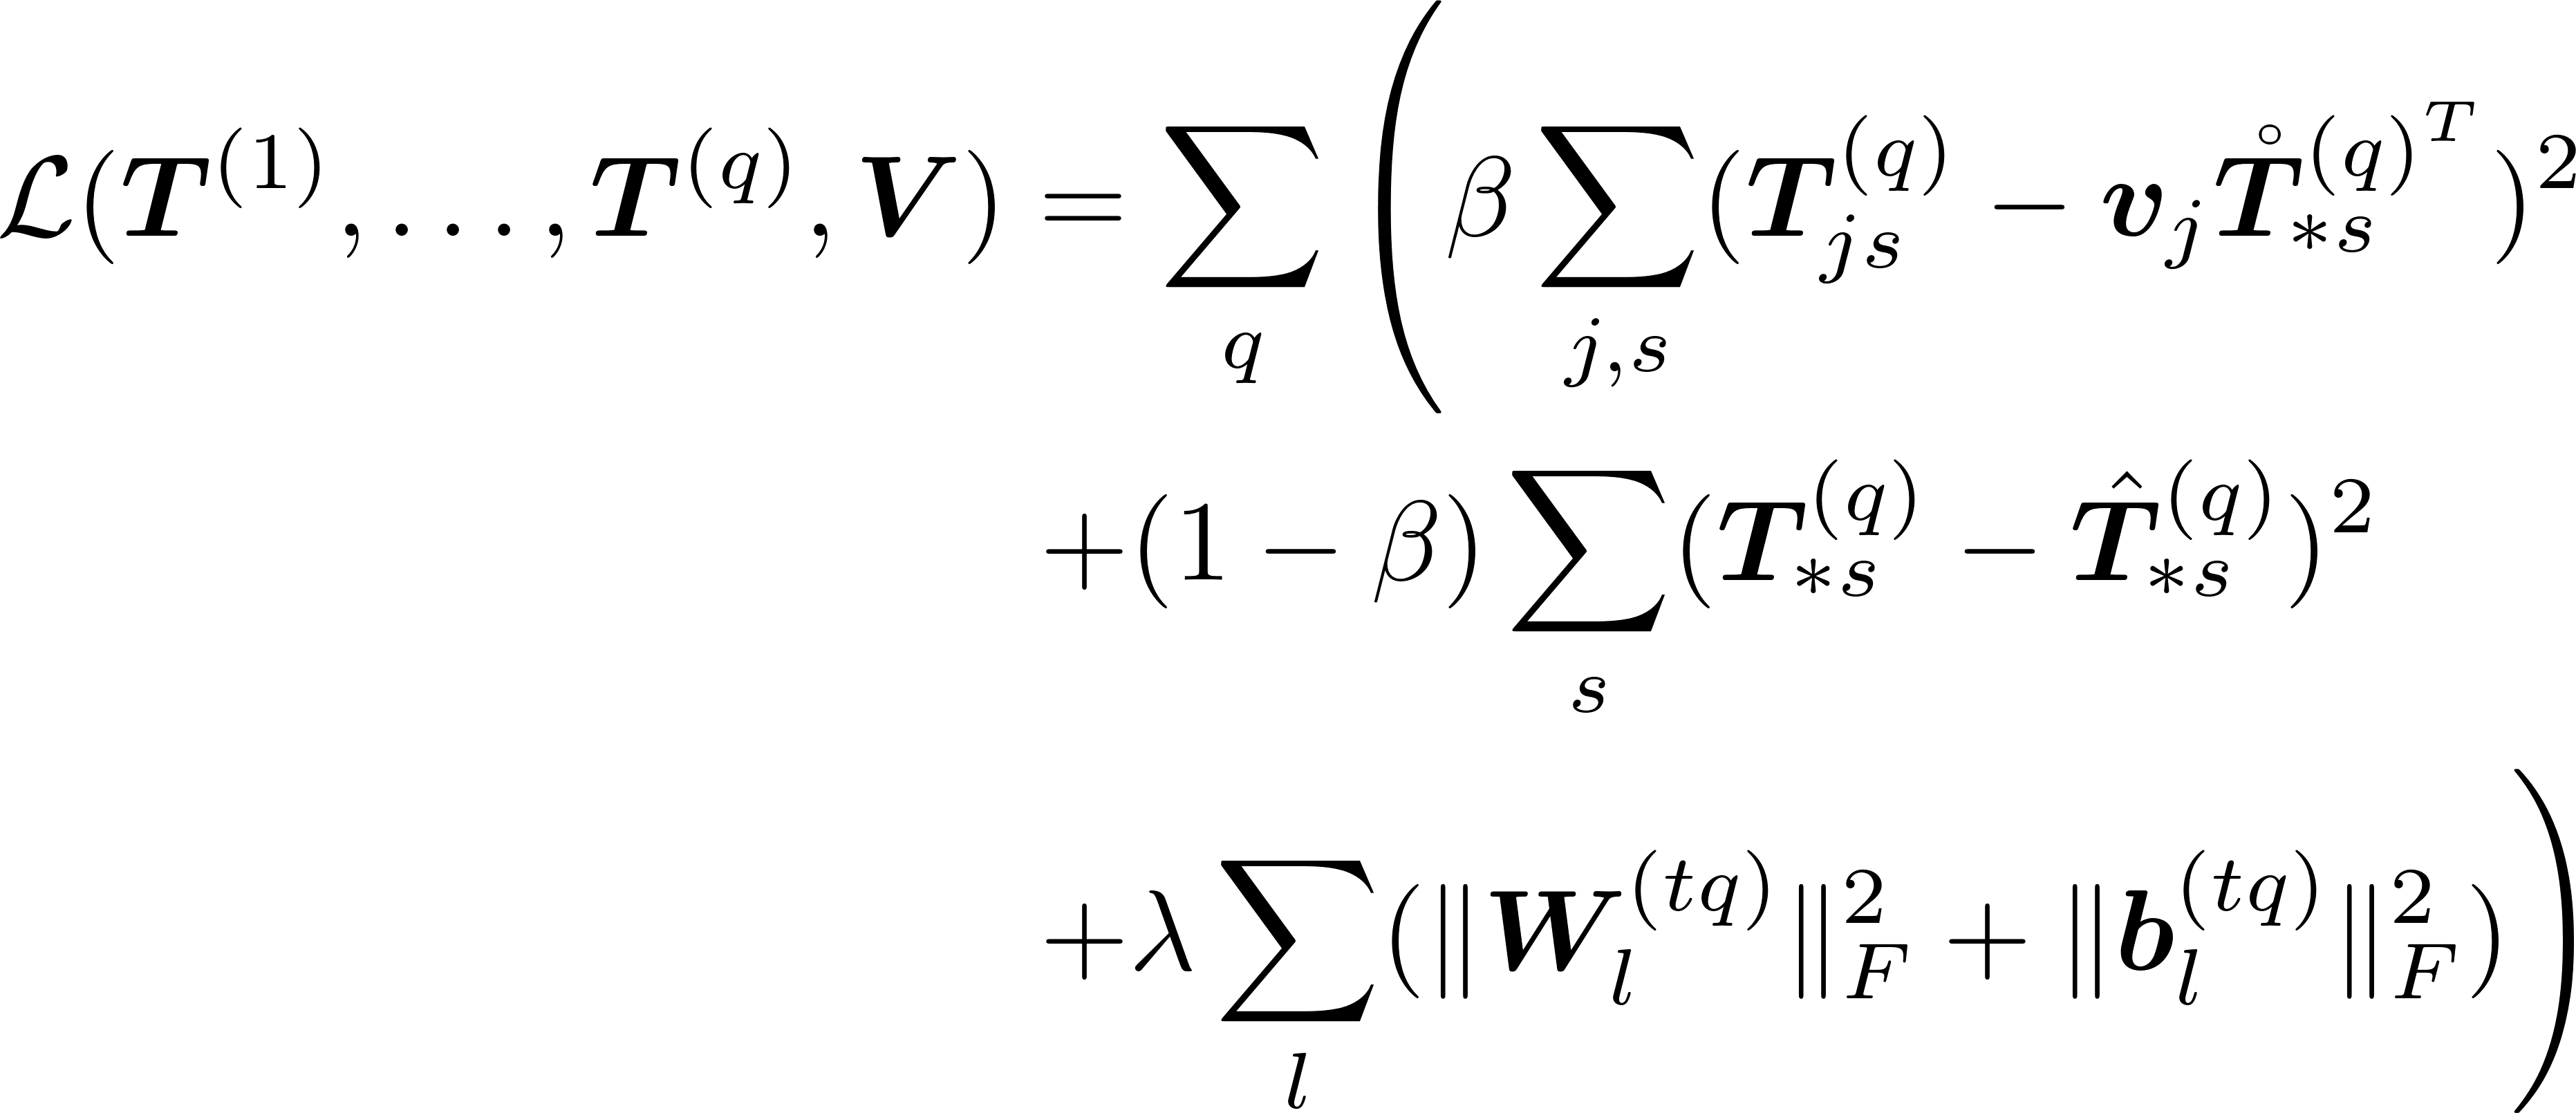 \mathcal{L}(\boldsymbol{T}^{(1)}, \ldots, \boldsymbol{T}^{(q)}, \boldsymbol{V}) = \sum_{q} \Bigg( \beta \sum_{j,s} (\boldsymbol{T}_{js}^{(q)} - \boldsymbol{v}_j \mathring{\boldsymbol{T}}_{*s}^{(q)^T})^2
+ (1 - \beta) \sum_{s} (\boldsymbol{T}_{*s}^{(q)} - \hat{\boldsymbol{T}}_{*s}^{(q)})^2
+ \lambda \sum_{l} (\|\boldsymbol{W}_l^{(tq)}\|_F^2 + \|\boldsymbol{b}_l^{(tq)}\|_F^2) \Bigg)